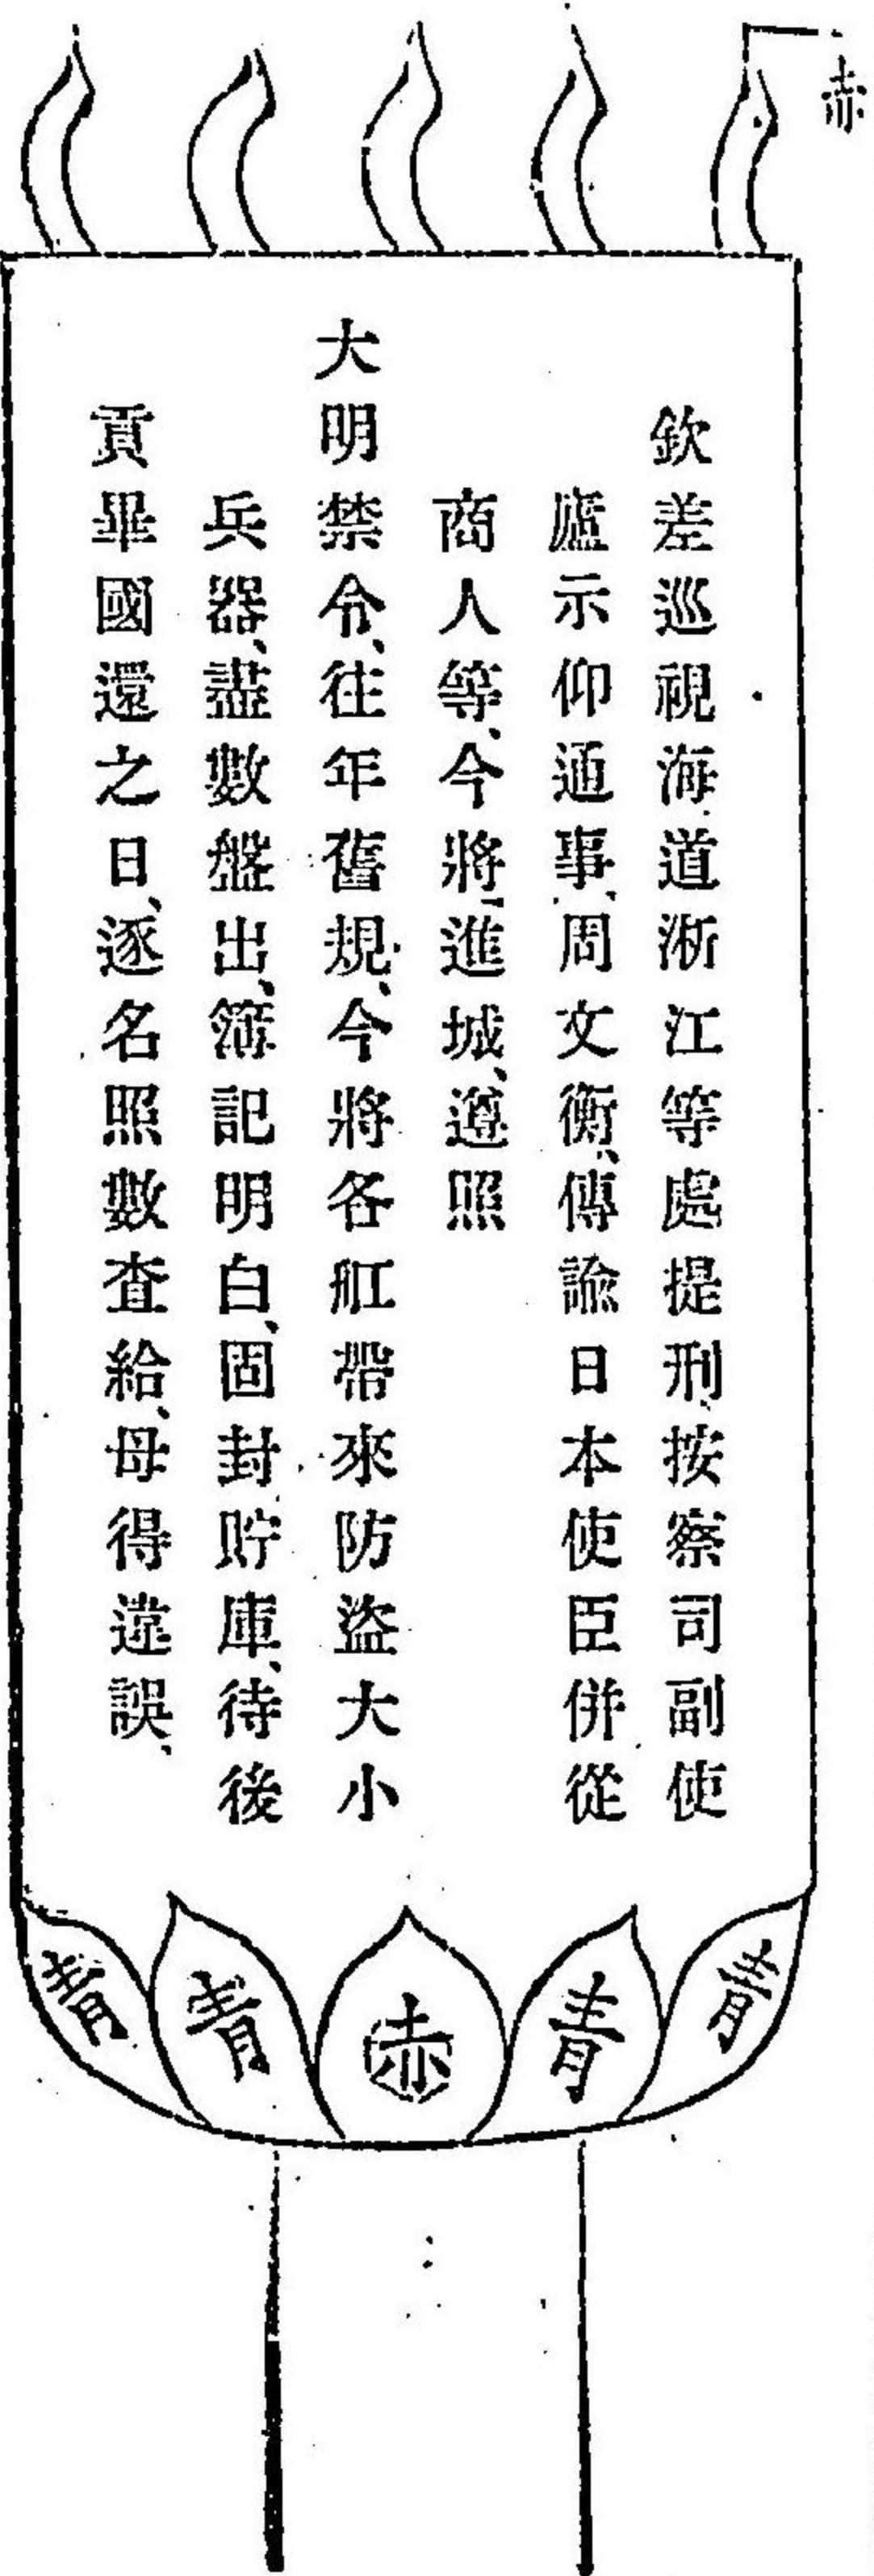 赤
欽差巡視海道浙江等處提刑按察司副使
廬示仰通事、周文衡、傳諭日本使臣併從
商人等、今將進城、遵照
大明禁令、往年舊規、今將各舡帶來防盜大小
兵器、盡數盤出、簿記明白、固封貯庫、待後
貢畢國還之日、逐名照數查給、毋得違誤、
青
青
赤
青
青